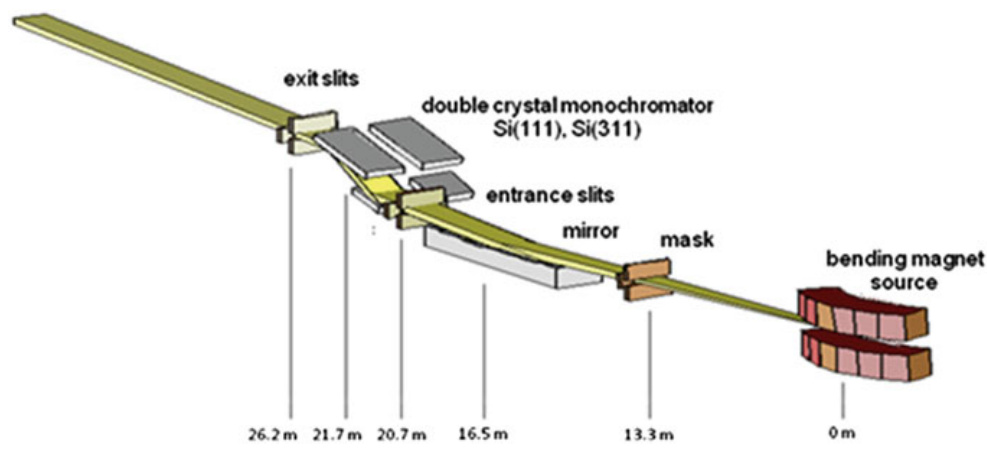 exit slits
double crystal monochromator
Si(111), Si(311)
entrance slits
mirror
mask
bending magnet
source
26.2 m 21.7 m 20.7 m 16.5 m 13.3 m 0 m